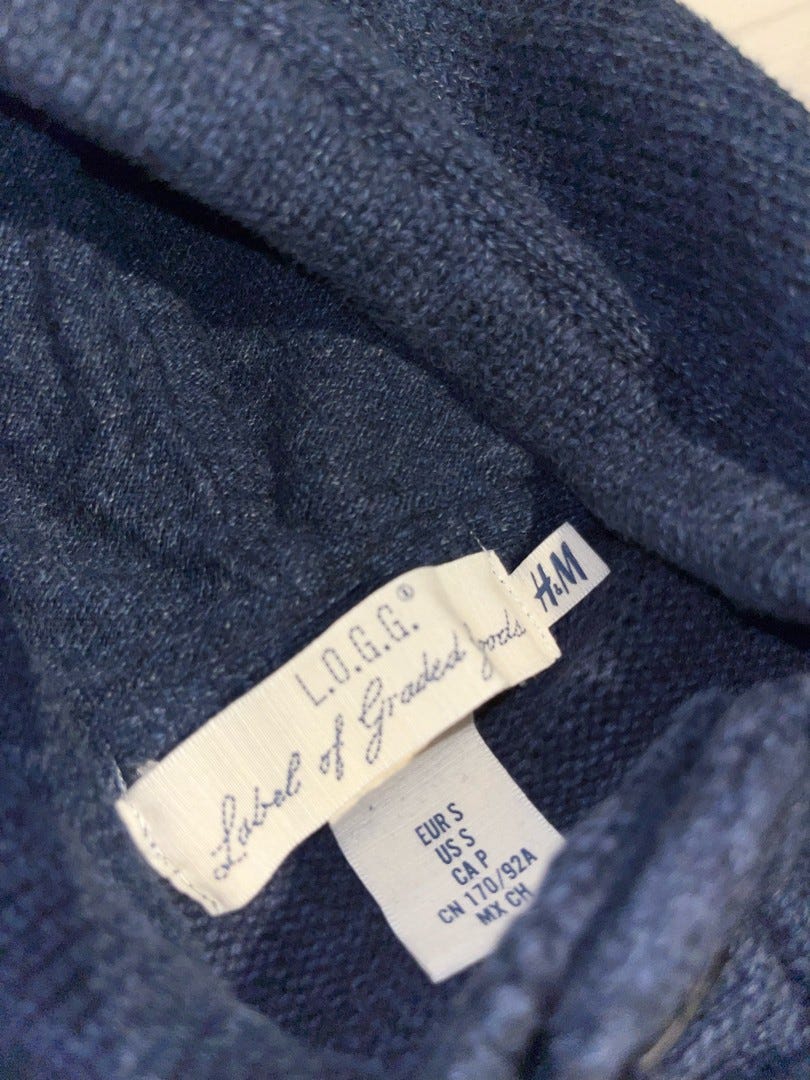 L.O.G.G.®
Label of Graded goods
H&M
EUR S
US S
CA P
CN 170/92A
MX CH